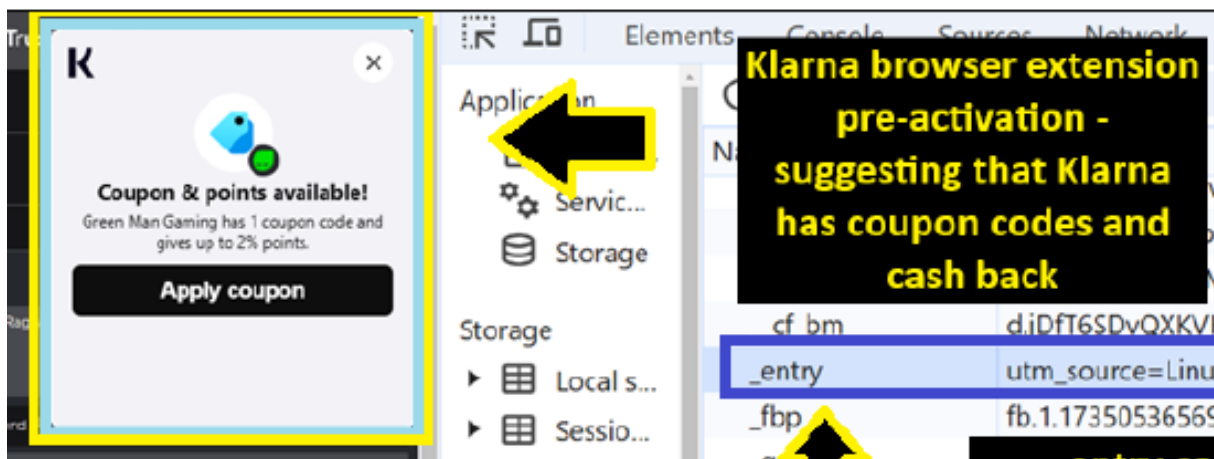 K
Coupon & points available!
Green Man Gaming has 1 coupon code and
gives up to 2% points.
Apply coupon
Elements Console Sources Network
Application
Servic...
Storage
Storage
Local s...
Sessio...
Klarna browser extension
pre-activation -
suggesting that Klarna
has coupon codes and
cash back
cf_bm
_entry utm_source=Linu
_fbp fb.1.17350536569